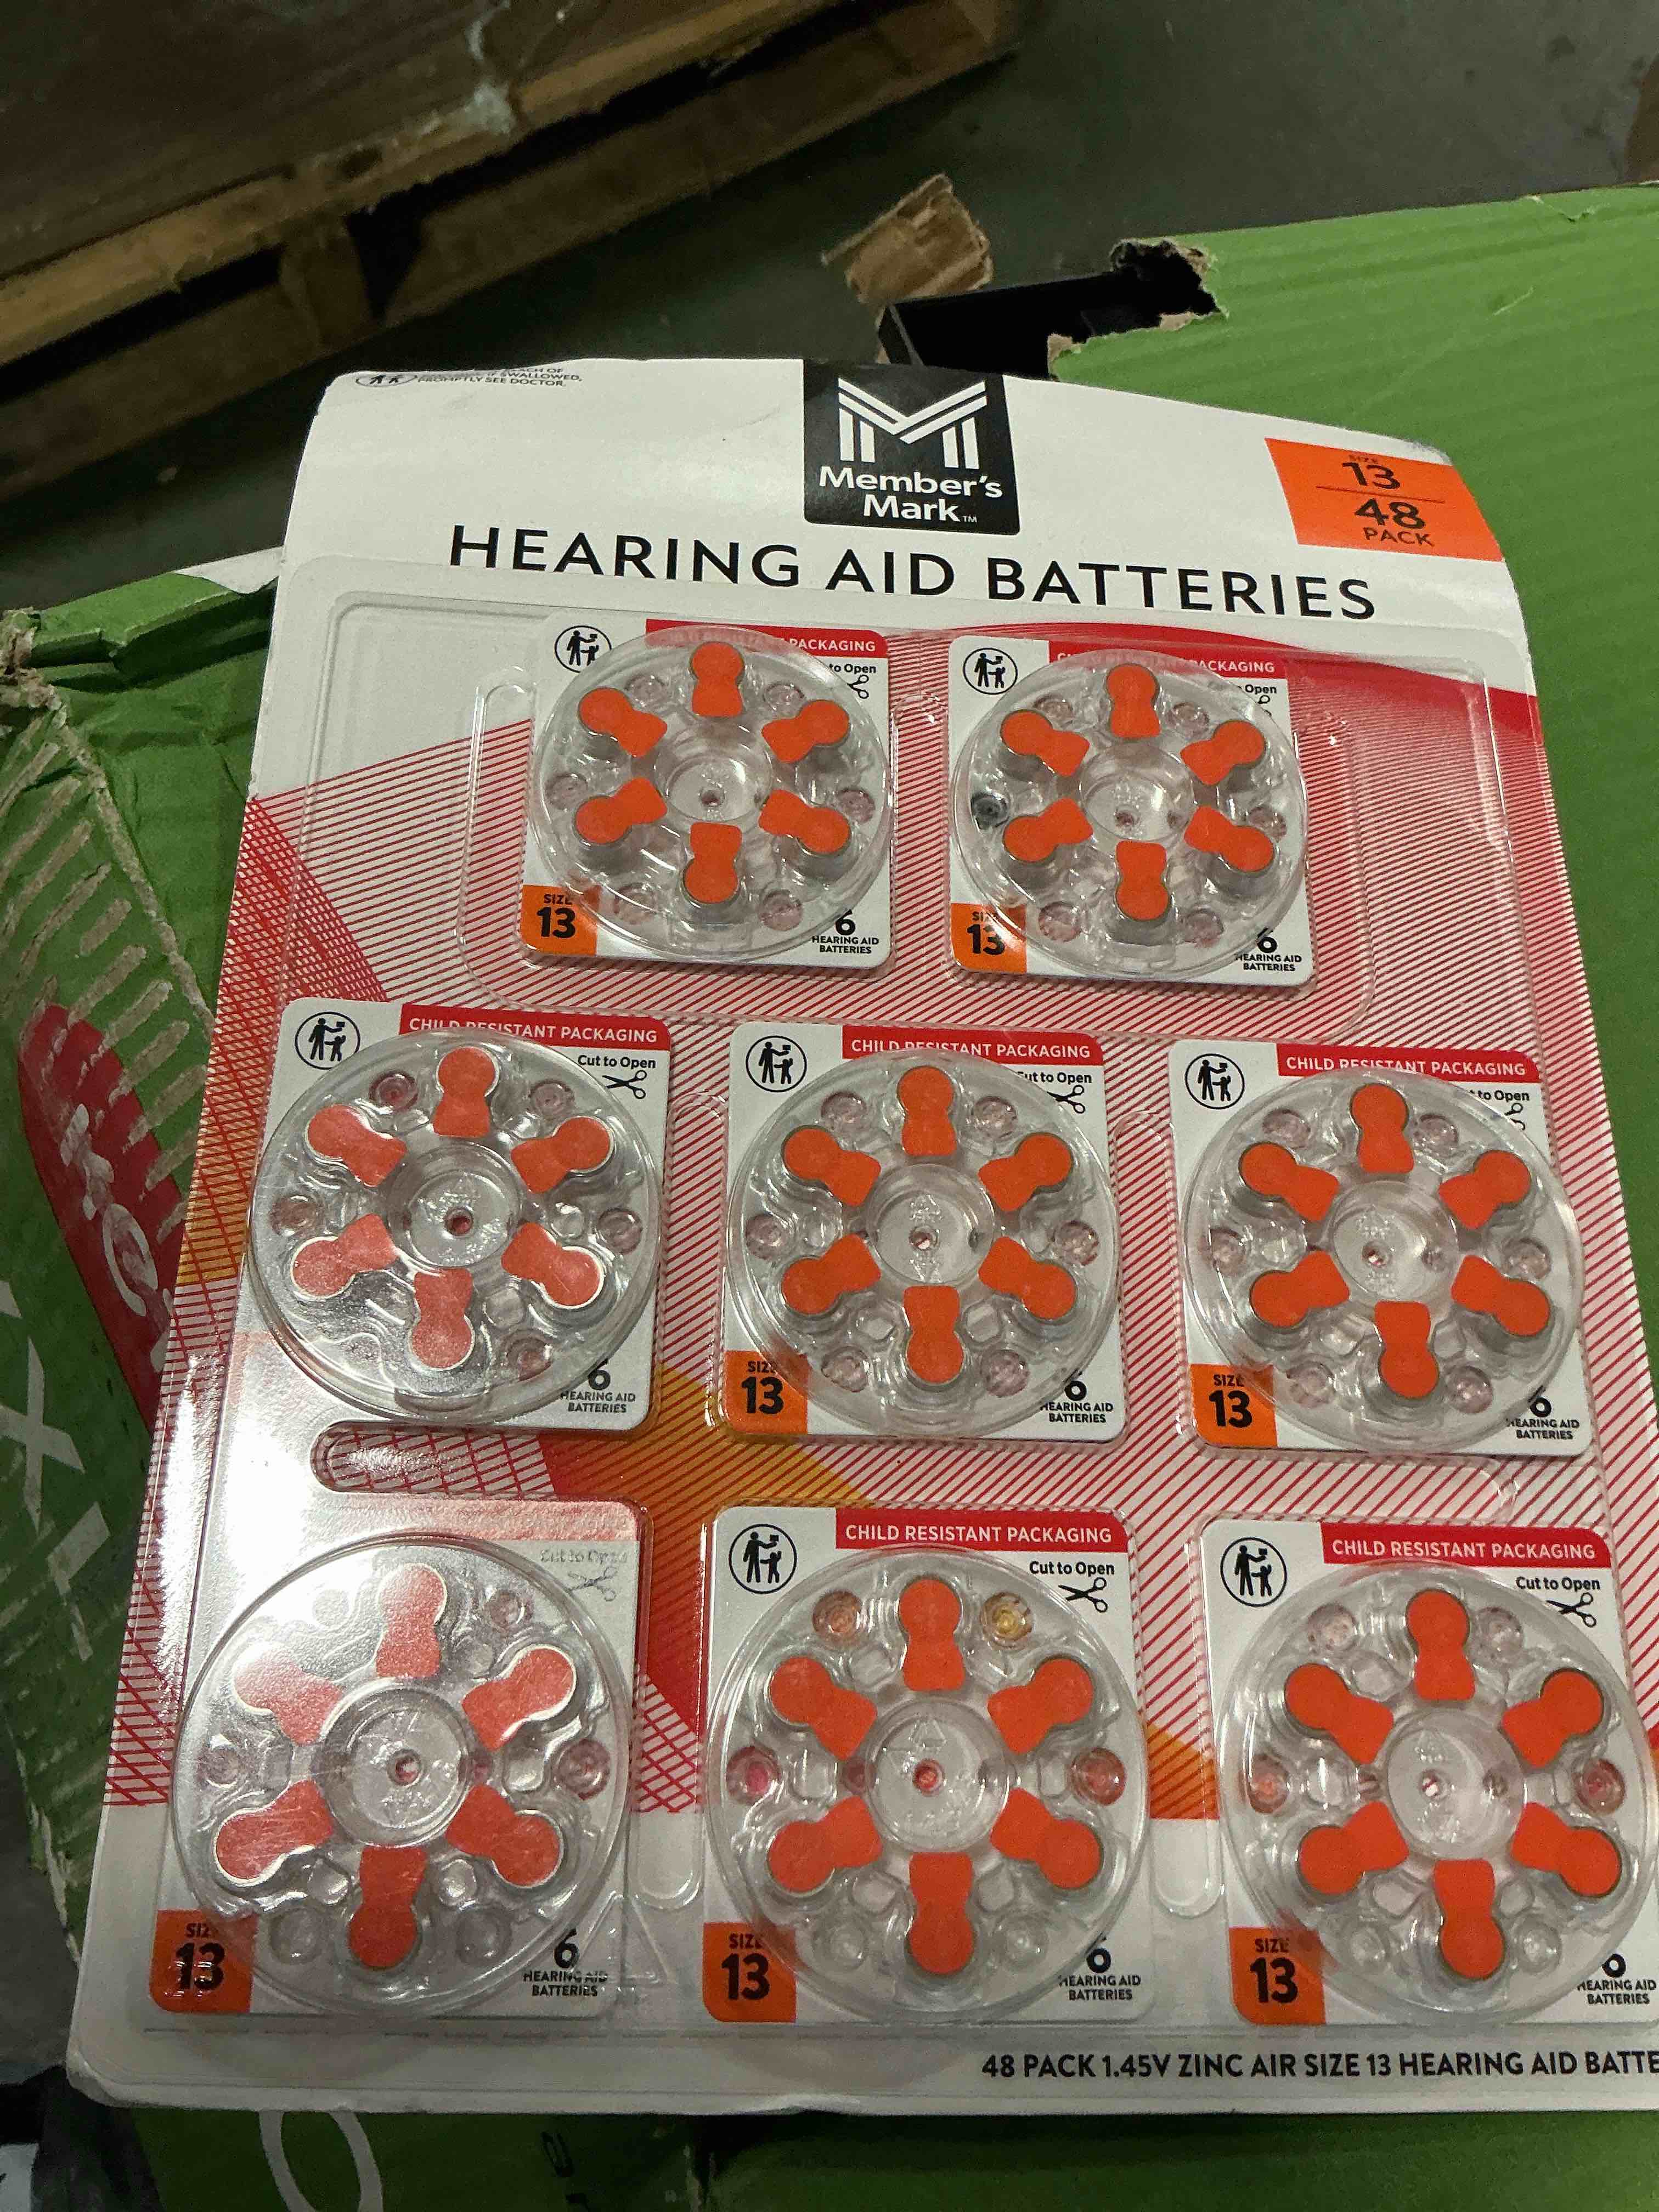 SWALLOWED,
PROMPTLY SEE DOCTOR.
Member's
Mark™
SIZE
13
48
PACK
HEARING AID BATTERIES
PACKAGING
to Open
SIZE
13
6
HEARING AID
BATTERIES
PACKAGING
Open
SIZE
13
6
HEARING AID
BATTERIES
CHILD RESISTANT PACKAGING
Cut to Open
6
HEARING AID
BATTERIES
CHILD RESISTANT PACKAGING
Cut to Open
SIZE
13
6
HEARING AID
BATTERIES
CHILD RESISTANT PACKAGING
to Open
SIZE
13
6
HEARING AID
BATTERIES
Cut to Open
SIZE
13
6
HEARING AID
BATTERIES
CHILD RESISTANT PACKAGING
Cut to Open
SIZE
13
6
HEARING AID
BATTERIES
CHILD RESISTANT PACKAGING
Cut to Open
SIZE
13
6
HEARING AID
BATTERIES
48 PACK 1.45V ZINC AIR SIZE 13 HEARING AID BATTE